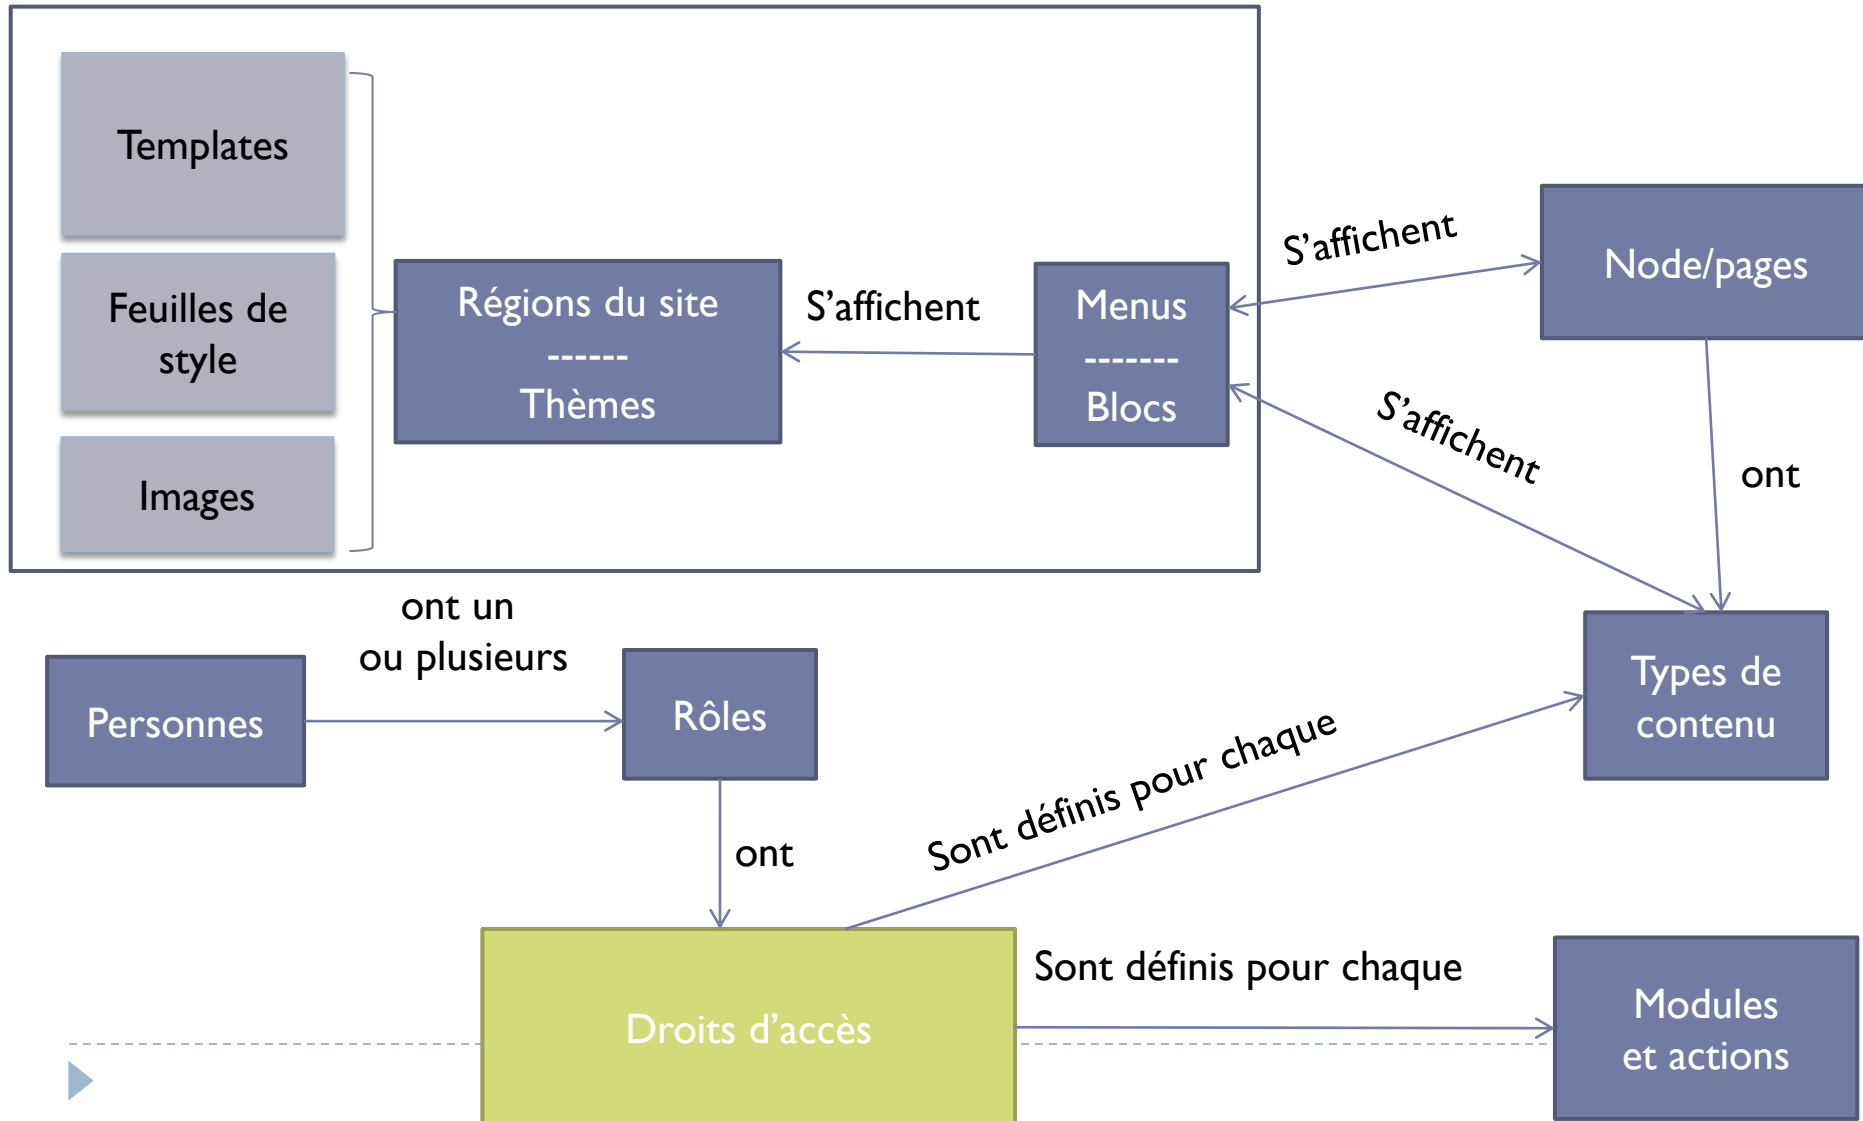 Templates
Feuilles de
style
Images
Régions du site
------
Thèmes
S’affichent
Menus
-------
Blocs
S’affichent
Node/pages
S’affichent
ont
ont un
ou plusieurs
Personnes
Rôles
Types de
contenu
ont
Sont définis pour chaque
Droits d’accès
Sont définis pour chaque
Modules
et actions